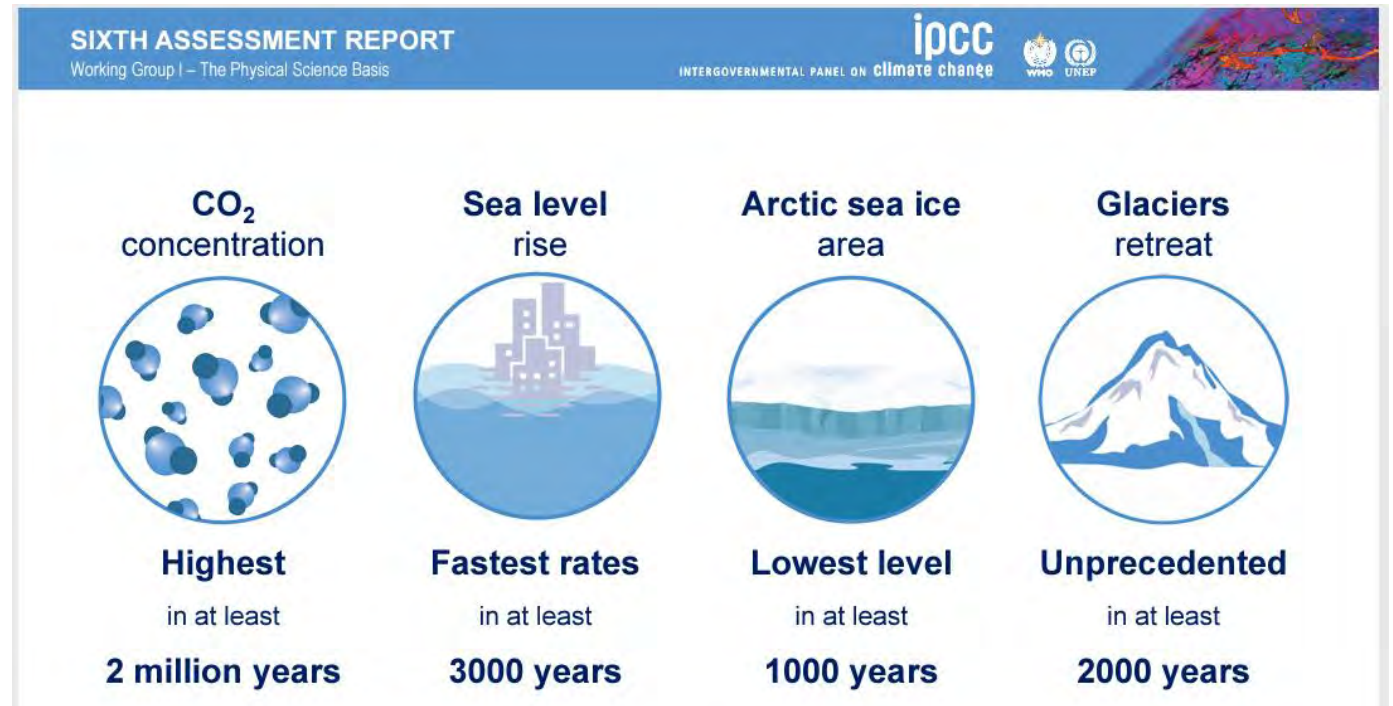 SIXTH ASSESSMENT REPORT
Working Group I – The Physical Science Basis
ipcc
INTERGOVERNMENTAL PANEL ON climate change
WMO
UNEP
CO₂
concentration
Highest
in at least
2 million years
Sea level
rise
Fastest rates
in at least
3000 years
Arctic sea ice
area
Lowest level
in at least
1000 years
Glaciers
retreat
Unprecedented
in at least
2000 years